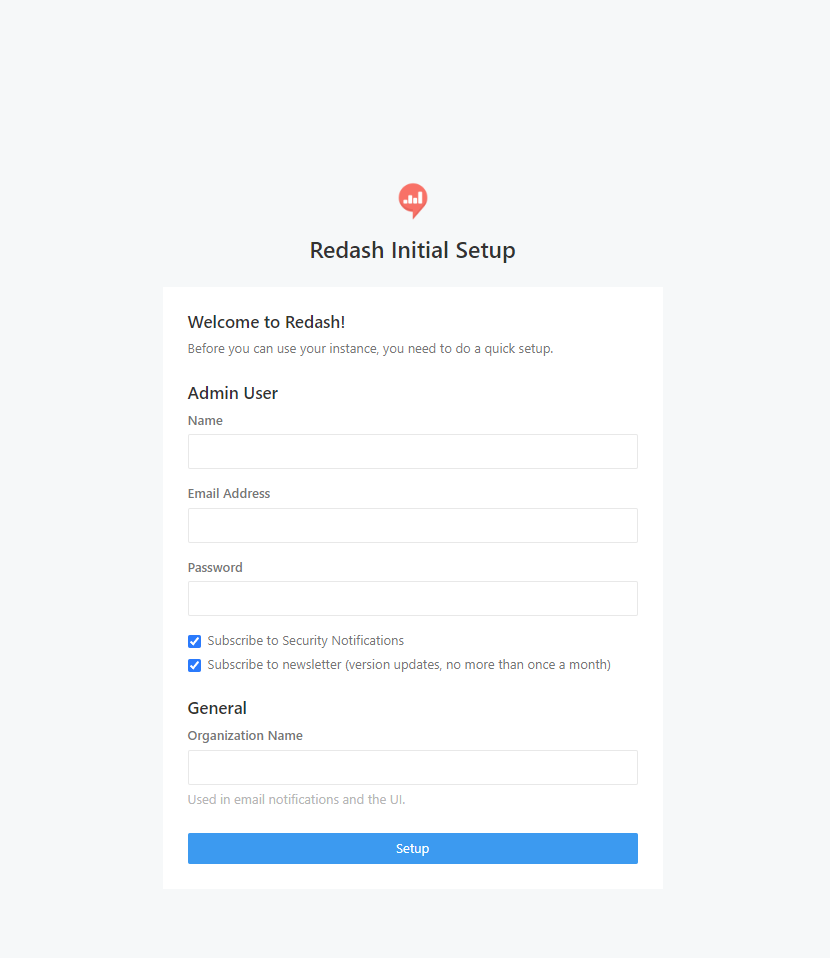 Redash Initial Setup
Welcome to Redash!
Before you can use your instance, you need to do a quick setup.
Admin User
Name
Email Address
Password
Subscribe to Security Notifications
Subscribe to newsletter (version updates, no more than once a month)
General
Organization Name
Used in email notifications and the UI.
Setup